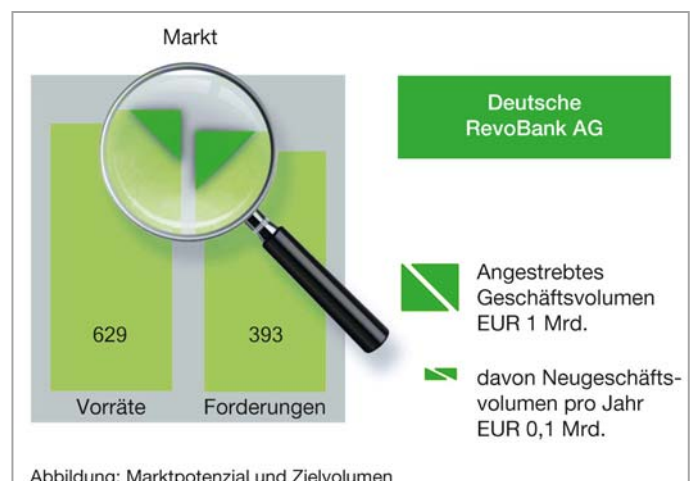 Markt
Deutsche
RevoBank AG
Angestrebtes
Geschäftsvolumen
EUR 1 Mrd.
629
393
davon Neugeschäfts-
volumen pro Jahr
EUR 0,1 Mrd.
Vorräte
Forderungen
Abbildung: Marktpotenzial und Zielvolumen